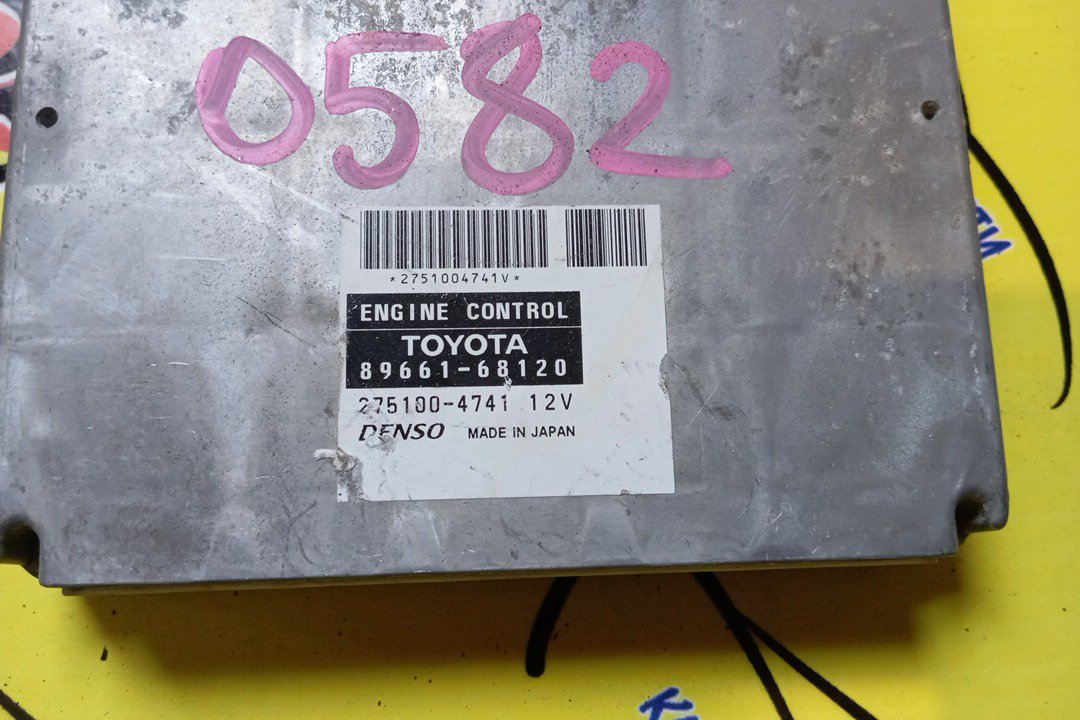 0582
*2751004741V*
ENGINE CONTROL
TOYOTA
89661-68120
275100-4741 12V
DENSO MADE IN JAPAN